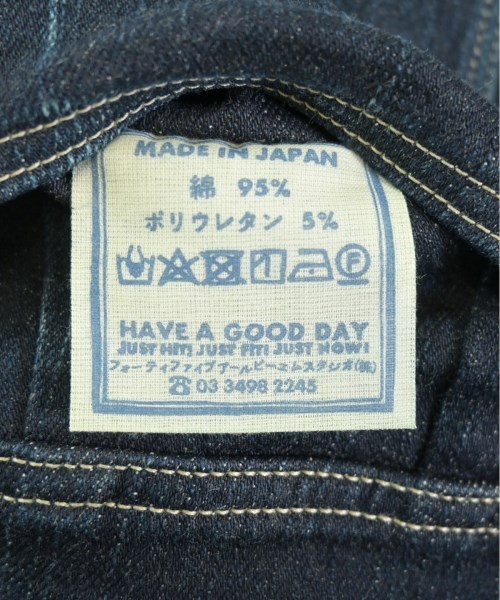 MADE IN JAPAN
綿 95%
ポリウレタン 5%
HAVE A GOOD DAY
JUST HIT! JUST FIT! JUST NOW!
フォーティファイブアールピーエムスタジオ(株)
☎ 03 3498 2245